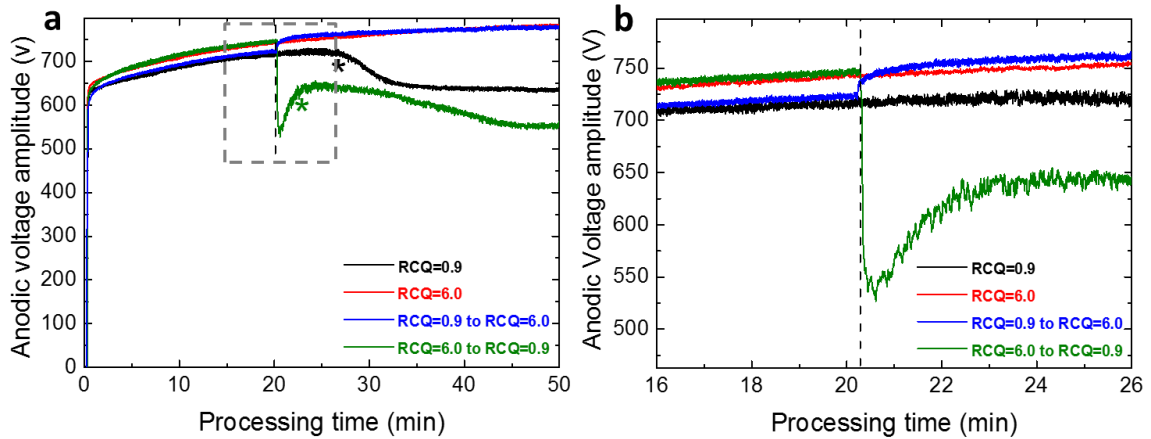 a
Anodic voltage amplitude (v)
800
700
600
500
400
300
200
100
0
*
*
RCQ=0.9
RCQ=6.0
RCQ=0.9 to RCQ=6.0
RCQ=6.0 to RCQ=0.9
0 10 20 30 40 50
Processing time (min)
b
Anodic Voltage amplitude (V)
750
700
650
600
550
500
RCQ=0.9
RCQ=6.0
RCQ=0.9 to RCQ=6.0
RCQ=6.0 to RCQ=0.9
16 18 20 22 24 26
Processing time (min)